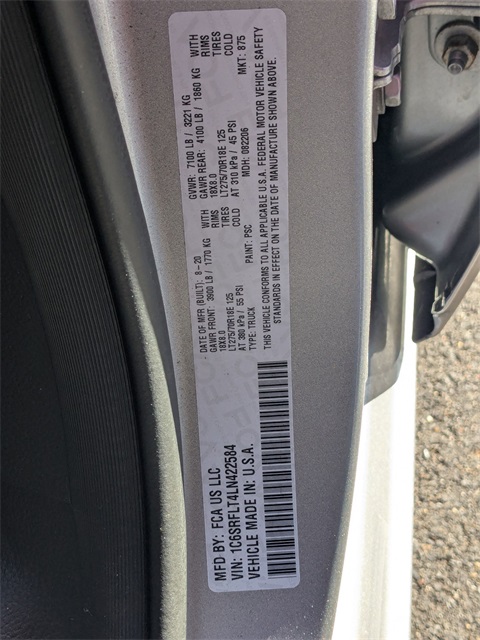 MFD BY: FCA US LLC
VIN: 1C6SRFLT4LN422584
VEHICLE MADE IN: U.S.A.
DATE OF MFR (BUILT): 8-20 GVWR: 7100 LB / 3221 KG
GAWR FRONT: 3900 LB / 1770 KG WITH GAWR REAR: 4100 LB / 1860 KG WITH
18X8.0 RIMS 18X8.0 RIMS
LT275/70R18E 125 TIRES LT275/70R18E 125 TIRES
AT 380 kPa / 55 PSI COLD AT 310 kPa / 45 PSI COLD
TYPE: TRUCK PAINT: PSC MDH: 082206 MKT: 875
THIS VEHICLE CONFORMS TO ALL APPLICABLE U.S.A. FEDERAL MOTOR VEHICLE SAFETY
STANDARDS IN EFFECT ON THE DATE OF MANUFACTURE SHOWN ABOVE.